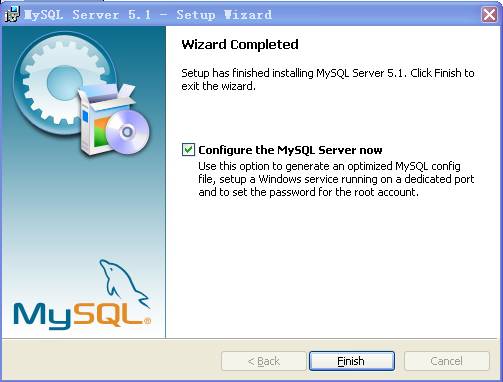 MySQL Server 5.1 - Setup Wizard
Wizard Completed
Setup has finished installing MySQL Server 5.1. Click Finish to
exit the wizard.
Configure the MySQL Server now
Use this option to generate an optimized MySQL config
file, setup a Windows service running on a dedicated port
and to set the password for the root account.
MySQL®
< Back
Finish
Cancel